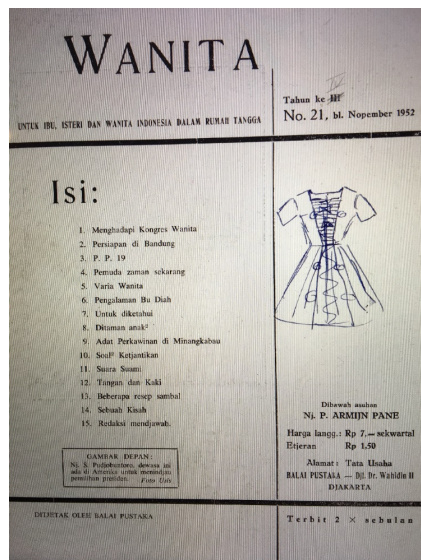 WANITA
UNTUK IBU, ISTERI DAN WANITA INDONESIA DALAM RUMAH TANGGA
IV
Tahun ke III
No. 21, bl. Nopember 1952
Isi:
1. Menghadapi Kongres Wanita
2. Persiapan di Bandung
3. P. P. 19
4. Pemuda zaman sekarang
5. Varia Wanita
6. Pengalaman Bu Diah
7. Untuk diketahui
8. Ditaman anak²
9. Adat Perkawinan di Minangkabau
10. Soal² Ketjantikan
11. Suara Suami
12. Tangan dan Kaki
13. Beberapa resep sambal
14. Sebuah Kisah
15. Redaksi mendjawab.
GAMBAR DEPAN:
Nj. S. Pudjobuntoro, dewasa ini
ada di Amerika untuk menindjau
pemilihan presiden. Foto Usis
Dibawah asuhan
Nj. P. ARMIJN PANE
Harga langg.: Rp 7.— sekwartal
Etjeran Rp 1.50
Alamat: Tata Usaha
BALAI PUSTAKA — Djl. Dr. Wahidin II
DJAKARTA
DITJETAK OLEH BALAI PUSTAKA
Terbit 2 × sebulan